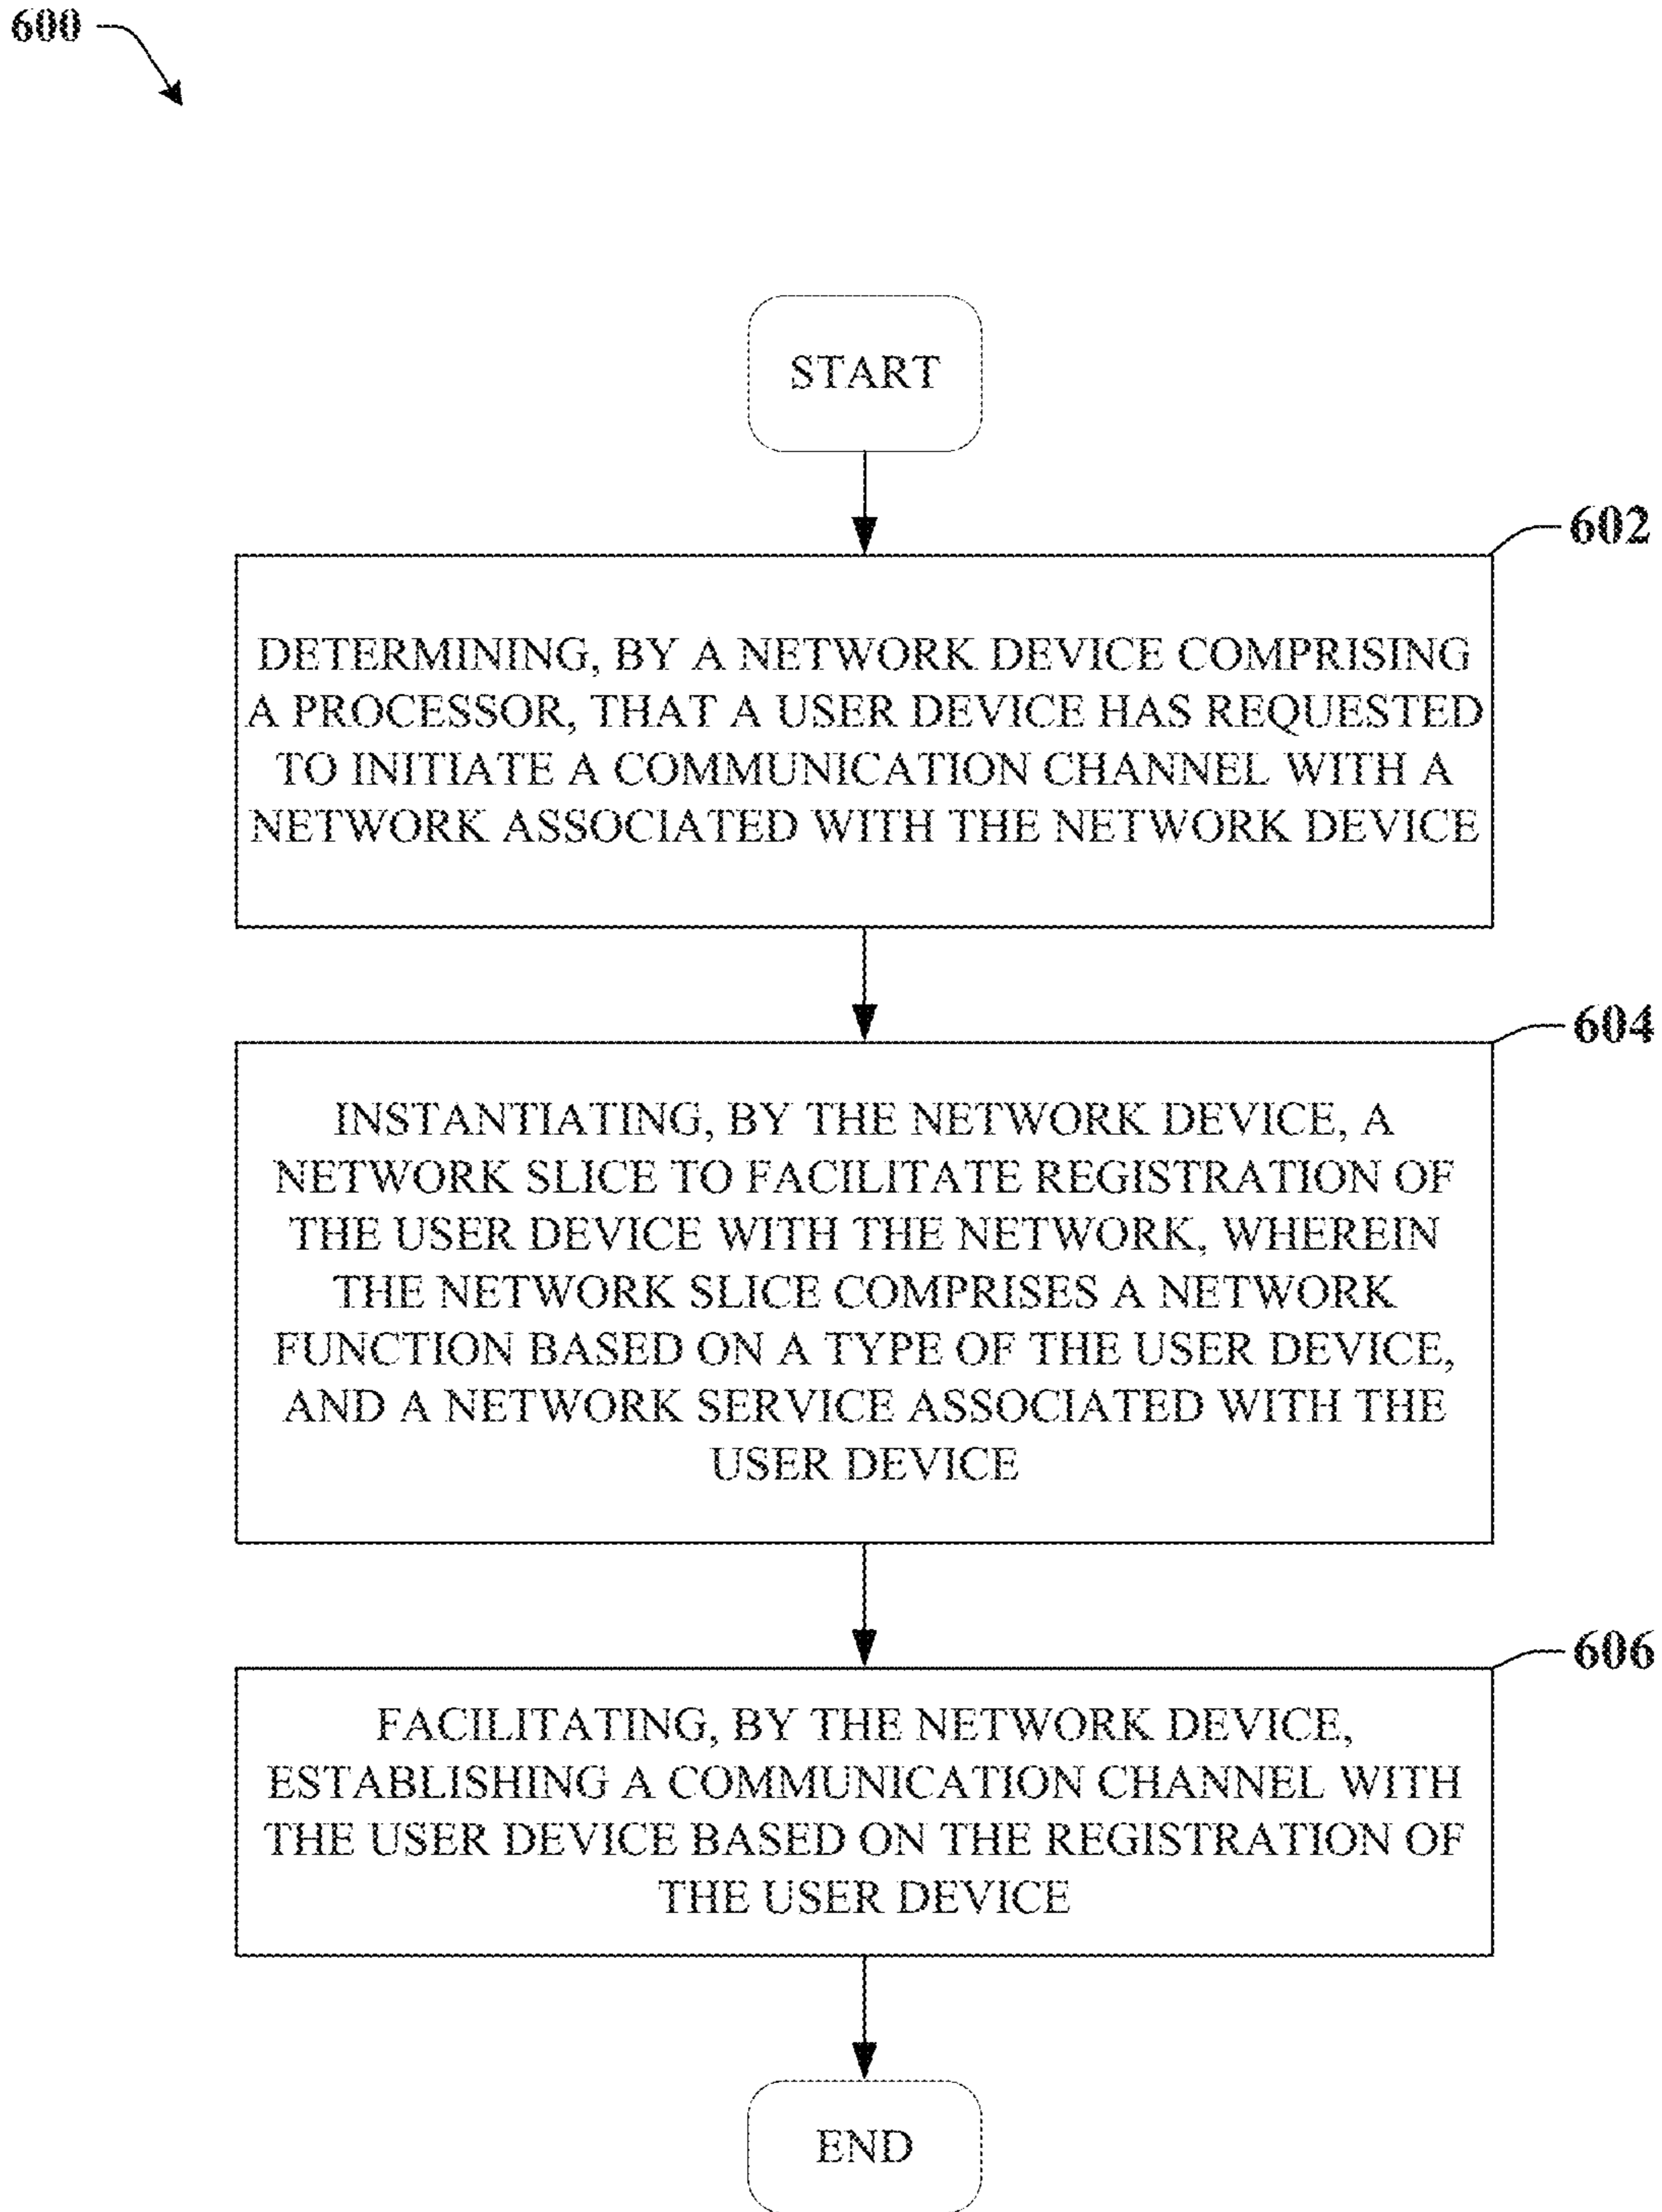 600
START
602
DETERMINING, BY A NETWORK DEVICE COMPRISING
A PROCESSOR, THAT A USER DEVICE HAS REQUESTED
TO INITIATE A COMMUNICATION CHANNEL WITH A
NETWORK ASSOCIATED WITH THE NETWORK DEVICE
604
INSTANTIATING, BY THE NETWORK DEVICE, A
NETWORK SLICE TO FACILITATE REGISTRATION OF
THE USER DEVICE WITH THE NETWORK, WHEREIN
THE NETWORK SLICE COMPRISES A NETWORK
FUNCTION BASED ON A TYPE OF THE USER DEVICE,
AND A NETWORK SERVICE ASSOCIATED WITH THE
USER DEVICE
606
FACILITATING, BY THE NETWORK DEVICE,
ESTABLISHING A COMMUNICATION CHANNEL WITH
THE USER DEVICE BASED ON THE REGISTRATION OF
THE USER DEVICE
END